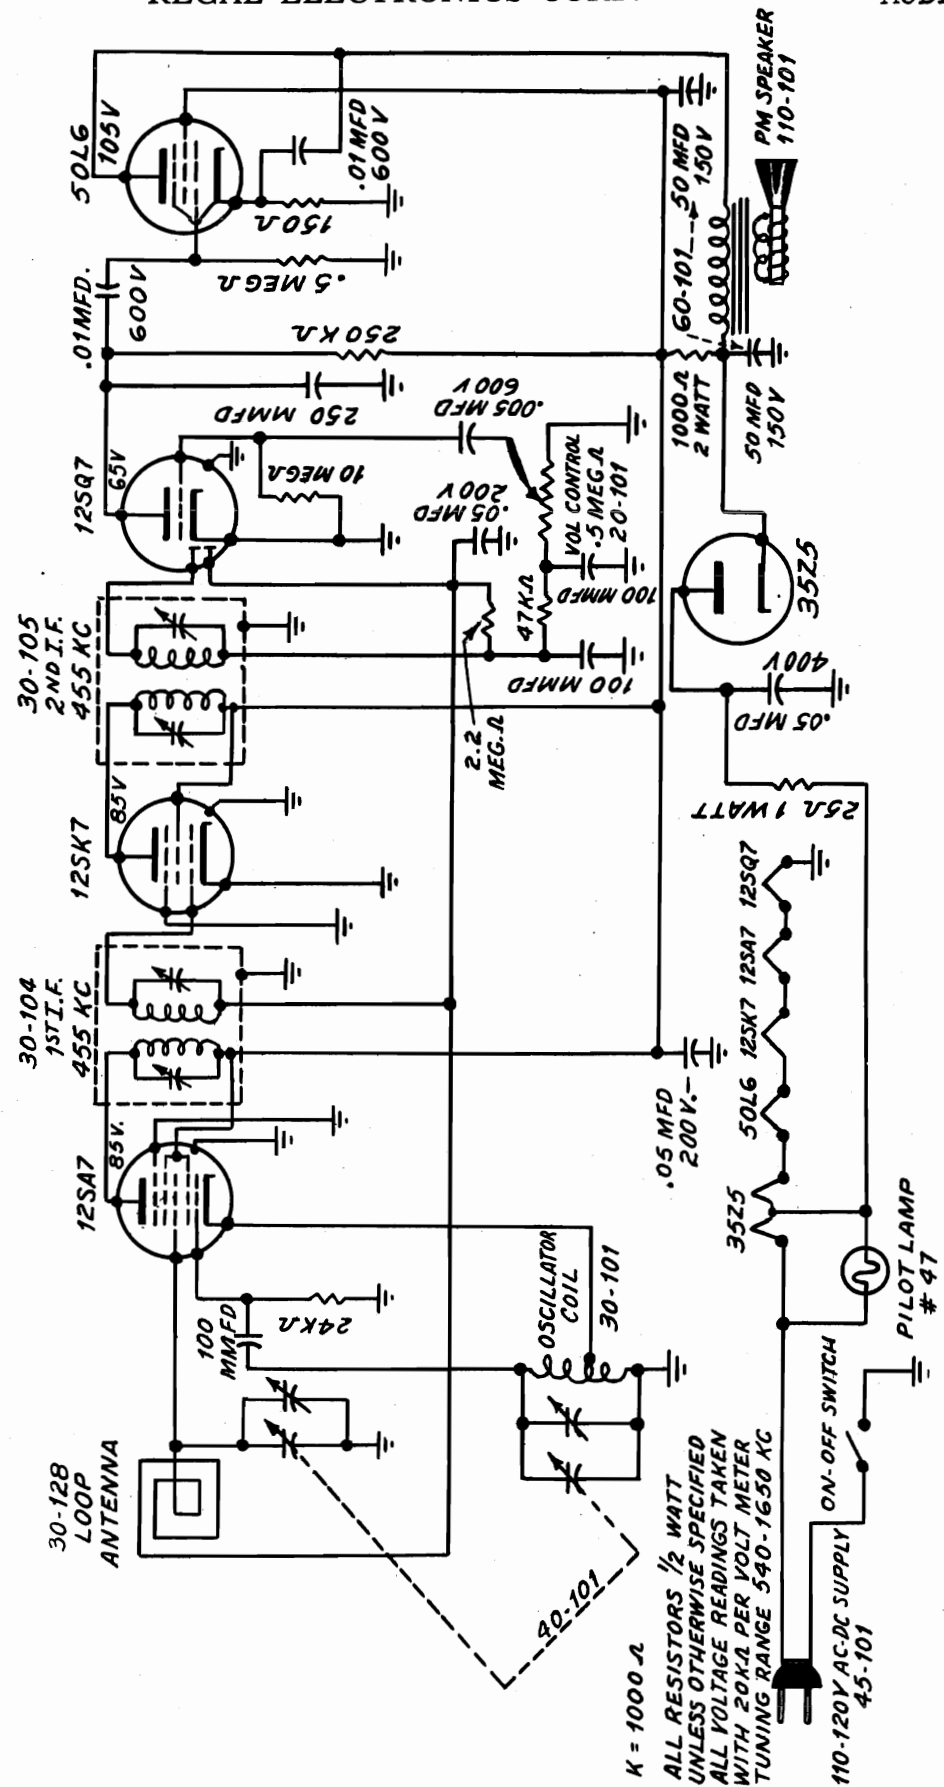 REGAL ELECTRONICS CORP.
30-128
LOOP
ANTENNA
12SA7
85V.
30-104
1ST I.F.
455 KC
12SK7
85V
30-105
2ND I.F.
455 KC
12SQ7
65V
.01MFD.
600V
50L6
105V
100
MMFD
24KΩ
250 MMFD
250 KΩ
.5 MEG.Ω
150Ω
.01MFD
600V
10 MEG.Ω
.005 MFD
600V
.05 MFD
200V
VOL CONTROL
.5 MEG.Ω
20-101
47KΩ
100 MMFD
100 MMFD
2.2
MEG.Ω
OSCILLATOR
COIL
30-101
40-101
.05 MFD
200V.-
1000Ω
2 WATT
60-101
50 MFD
150V
50 MFD
150V
PM SPEAKER
110-101
35Z5
.05 MFD
400V
25Ω 1 WATT
35Z5
50L6
12SK7
12SA7
12SQ7
PILOT LAMP
# 47
ON-OFF SWITCH
110-120V AC-DC SUPPLY
45-101
K = 1000Ω
ALL RESISTORS 1/2 WATT
UNLESS OTHERWISE SPECIFIED
ALL VOLTAGE READINGS TAKEN
WITH 20KΩ PER VOLT METER
TUNING RANGE 540-1650 KC